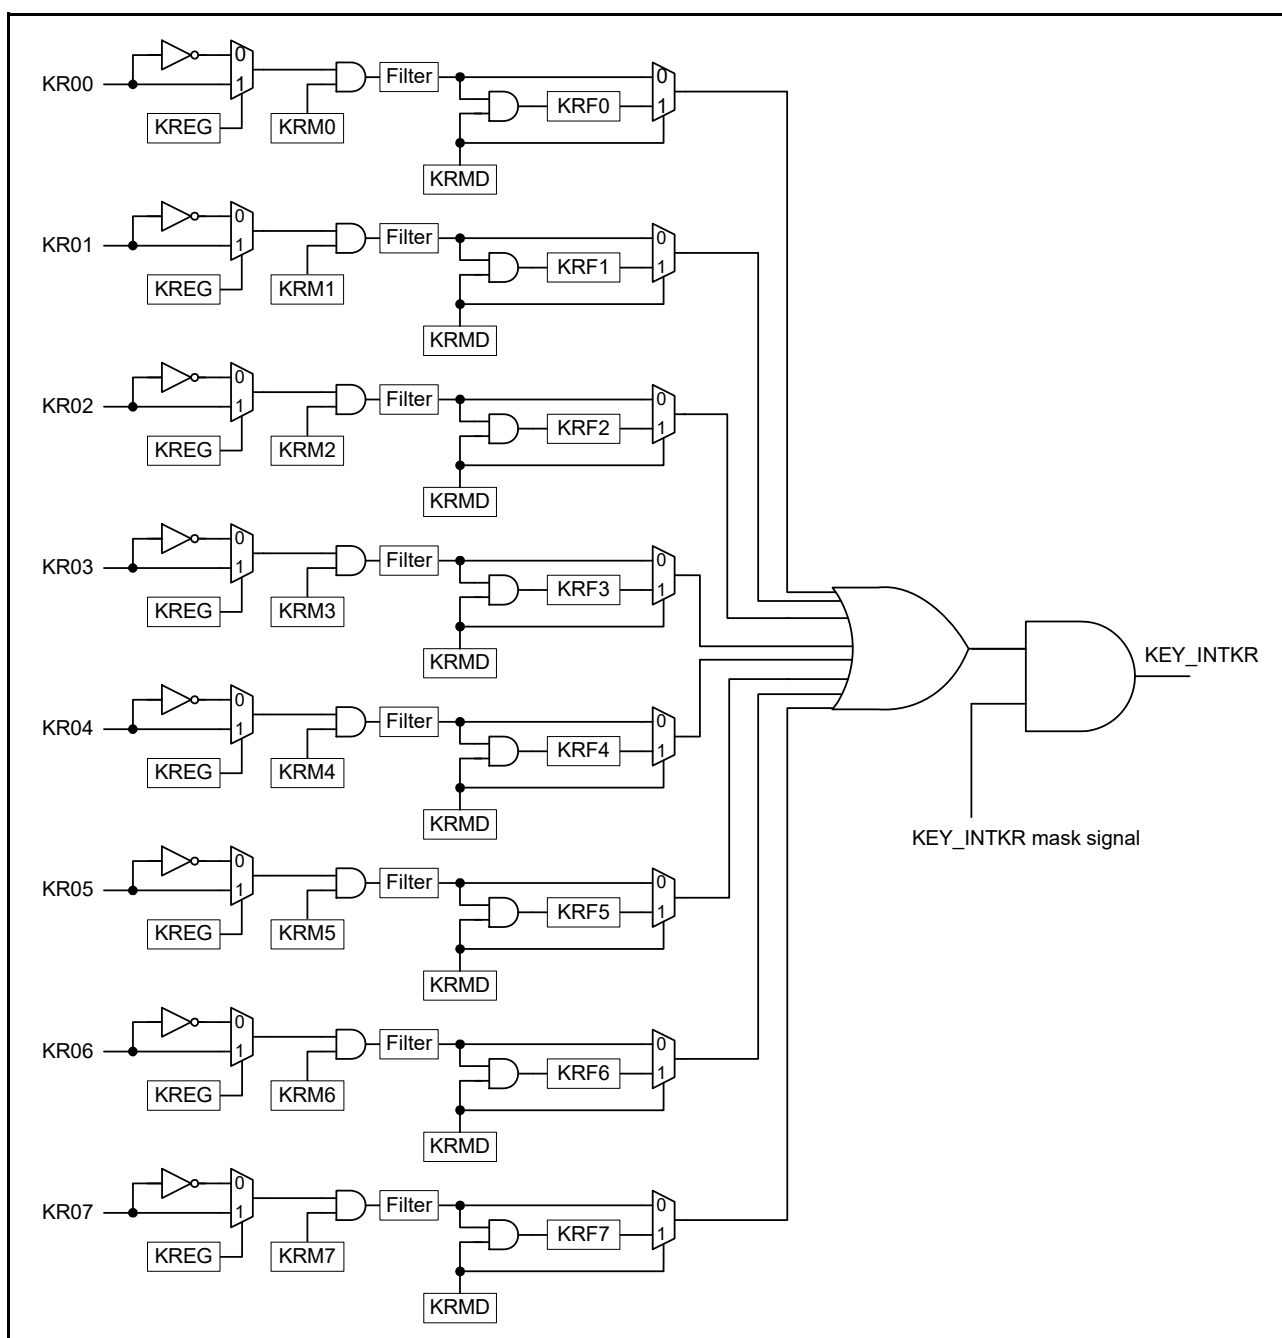 0
KR00 1 Filter 0
KRF0 1
KREG KRM0
KRMD
0
KR01 1 Filter 0
KRF1 1
KREG KRM1
KRMD
0
KR02 1 Filter 0
KRF2 1
KREG KRM2
KRMD
0
KR03 1 Filter 0
KRF3 1
KREG KRM3
KRMD
KEY_INTKR
0
KR04 1 Filter 0
KRF4 1
KREG KRM4
KRMD
KEY_INTKR mask signal
0
KR05 1 Filter 0
KRF5 1
KREG KRM5
KRMD
0
KR06 1 Filter 0
KRF6 1
KREG KRM6
KRMD
0
KR07 1 Filter 0
KRF7 1
KREG KRM7
KRMD